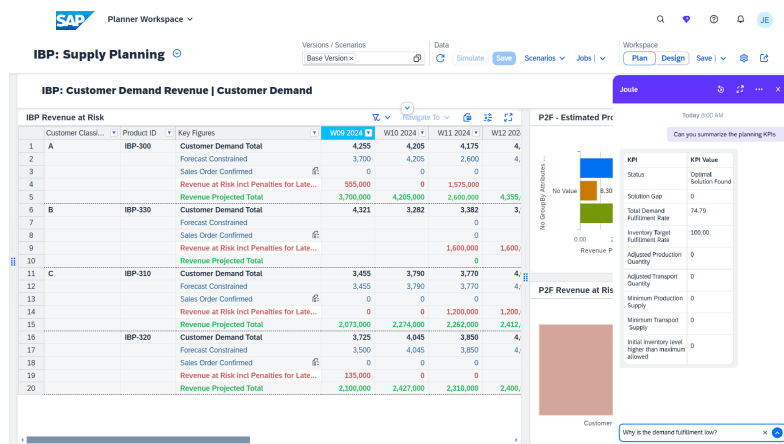 SAP Planner Workspace JE
IBP: Supply Planning
Versions / Scenarios Data Workspace
Base Version × Simulate Save Scenarios Jobs | Plan Design Save |
IBP: Customer Demand Revenue | Customer Demand
IBP Revenue at Risk Navigate To
Customer Classi... Product ID Key Figures W09 2024 W10 2024 W11 2024 W12 202
1 A IBP-300 Customer Demand Total 4,255 4,205 4,175 4,
2 Forecast Constrained 3,700 4,205 2,600 4,
3 Sales Order Confirmed 0 0 0
4 Revenue at Risk incl Penalties for Late... 555,000 0 1,575,000
5 Revenue Projected Total 3,700,000 4,205,000 2,600,000 4,355,
6 B IBP-330 Customer Demand Total 4,321 3,282 3,382 3,
7 Forecast Constrained 0
8 Sales Order Confirmed 0
9 Revenue at Risk incl Penalties for Late... 1,600,000 1,600,
10 Revenue Projected Total 0
11 C IBP-310 Customer Demand Total 3,455 3,790 3,770 4,
12 Forecast Constrained 3,455 3,790 3,770 4,
13 Sales Order Confirmed 0 0 0
14 Revenue at Risk incl Penalties for Late... 0 0 1,200,000 1,200,
15 Revenue Projected Total 2,073,000 2,274,000 2,262,000 2,412,
16 IBP-320 Customer Demand Total 3,725 4,045 3,850 4,
17 Forecast Constrained 3,500 4,045 3,850 4,
18 Sales Order Confirmed 0 0 0
19 Revenue at Risk incl Penalties for Late... 135,000 0 0
20 Revenue Projected Total 2,100,000 2,427,000 2,310,000 2,400,
P2F - Estimated Pro
No GroupBy Attributes ...
No Value 8.30
0.00
Revenue P
P2F Revenue at Ris
Customer
Joule
Today 8:00 AM
Can you summarize the planning KPIs
KPI KPI Value
Status Optimal
Solution Found
Solution Gap 0
Total Demand
Fulfillment Rate 74.79
Inventory Target
Fulfillment Rate 100.00
Adjusted Production
Quantity 0
Adjusted Transport
Quantity 0
Minimum Production
Supply 0
Minimum Transport
Supply 0
Initial inventory level
higher than maximum
allowed 0
Why is the demand fulfillment low?